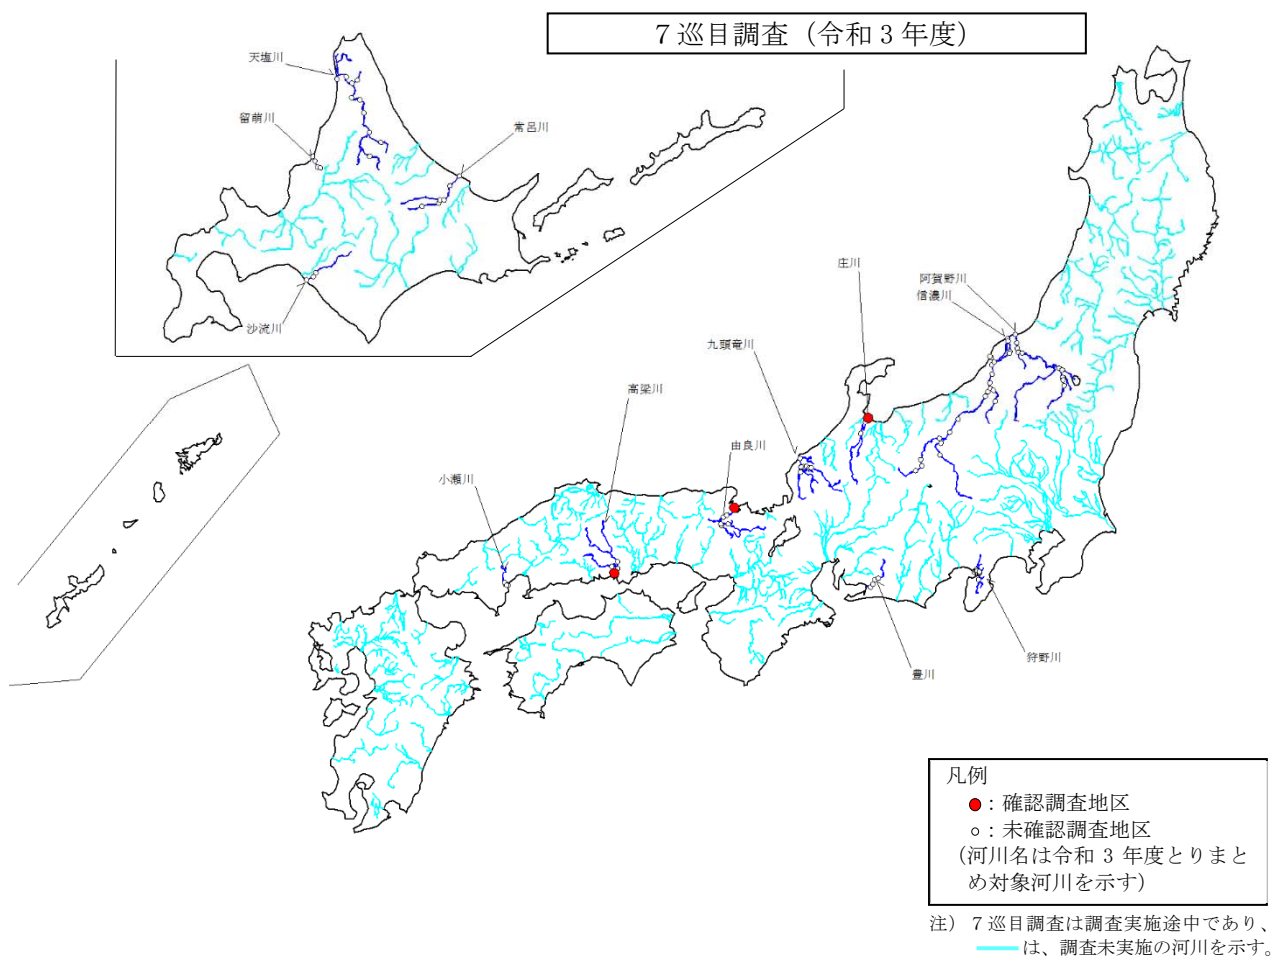 ７巡目調査（令和３年度）
天塩川
留萌川
常呂川
沙流川
庄川
阿賀野川
信濃川
九頭竜川
高梁川
由良川
小瀬川
狩野川
豊川
凡例
●：確認調査地区
○：未確認調査地区
（河川名は令和 3 年度とりまと
め対象河川を示す）
注） ７巡目調査は調査実施途中であり、
は、調査未実施の河川を示す。